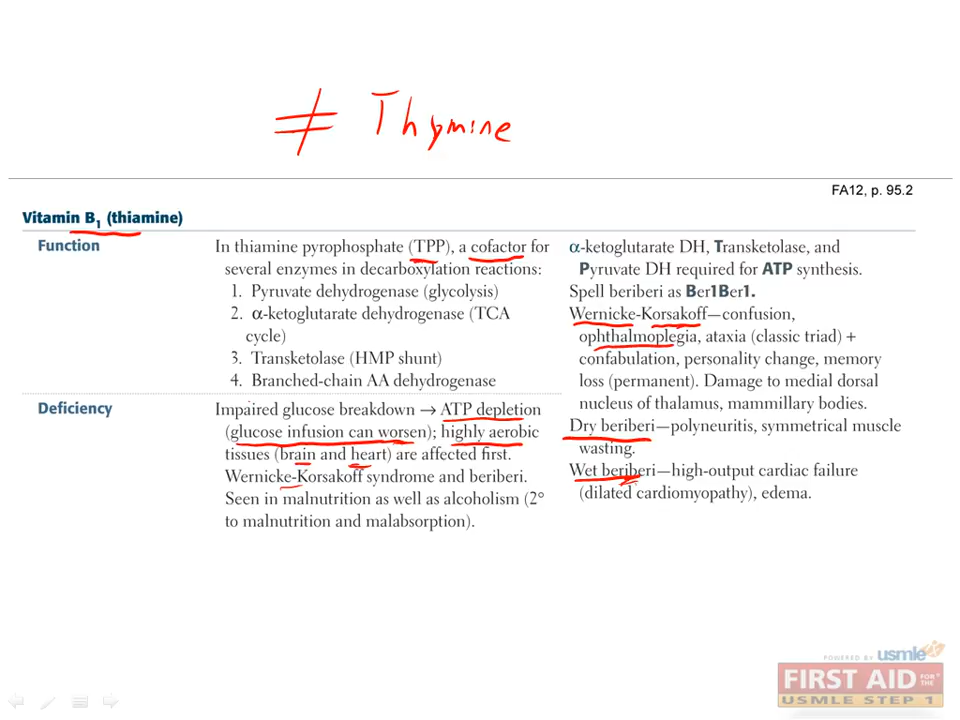 ≠ Thymine
FA12, p. 95.2
Vitamin B1 (thiamine)
Function
In thiamine pyrophosphate (TPP), a cofactor for
several enzymes in decarboxylation reactions:
1. Pyruvate dehydrogenase (glycolysis)
2. α-ketoglutarate dehydrogenase (TCA
cycle)
3. Transketolase (HMP shunt)
4. Branched-chain AA dehydrogenase
α-ketoglutarate DH, Transketolase, and
Pyruvate DH required for ATP synthesis.
Spell beriberi as Ber1Ber1.
Wernicke-Korsakoff—confusion,
ophthalmoplegia, ataxia (classic triad) +
confabulation, personality change, memory
loss (permanent). Damage to medial dorsal
nucleus of thalamus, mammillary bodies.
Dry beriberi—polyneuritis, symmetrical muscle
wasting.
Wet beriberi—high-output cardiac failure
(dilated cardiomyopathy), edema.
Deficiency
Impaired glucose breakdown → ATP depletion
(glucose infusion can worsen); highly aerobic
tissues (brain and heart) are affected first.
Wernicke-Korsakoff syndrome and beriberi.
Seen in malnutrition as well as alcoholism (2°
to malnutrition and malabsorption).
POWERED BY usmle
FIRST AID FOR THE
USMLE STEP 1